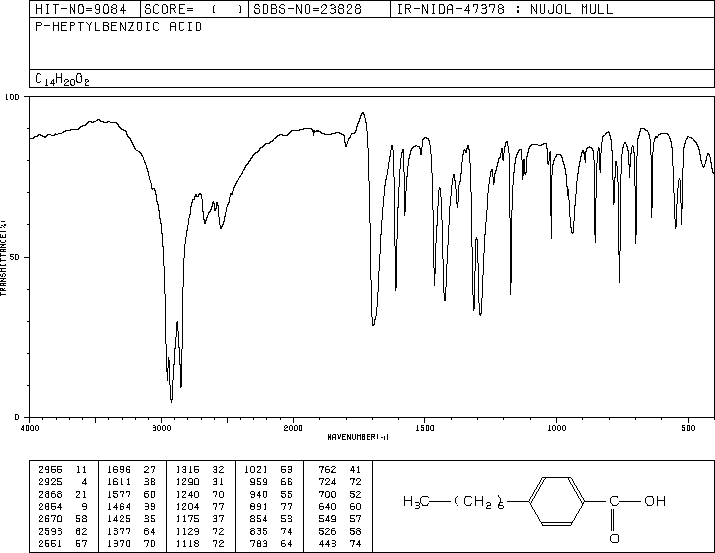 HIT-NO=9084 SCORE= ( ) SDBS-NO=23828 IR-NIDA-47378 : NUJOL MULL
P-HEPTYLBENZOIC ACID
C14H20O2
100
50
0
TRANSMITTANCE(%)
4000 3000 2000 1500 1000 500
WAVENUMBER(-1)
2956 11 1696 27 1316 32 1021 53 762 41
2925 4 1611 38 1290 31 959 66 724 72
2868 21 1577 60 1240 70 940 55 700 52
2854 9 1464 39 1204 77 891 77 640 60
2670 58 1425 35 1175 37 854 53 549 57
2593 62 1377 64 1129 72 835 74 526 58
2551 57 1370 70 1118 72 783 64 443 74
H3C (CH2)6 C OH
O